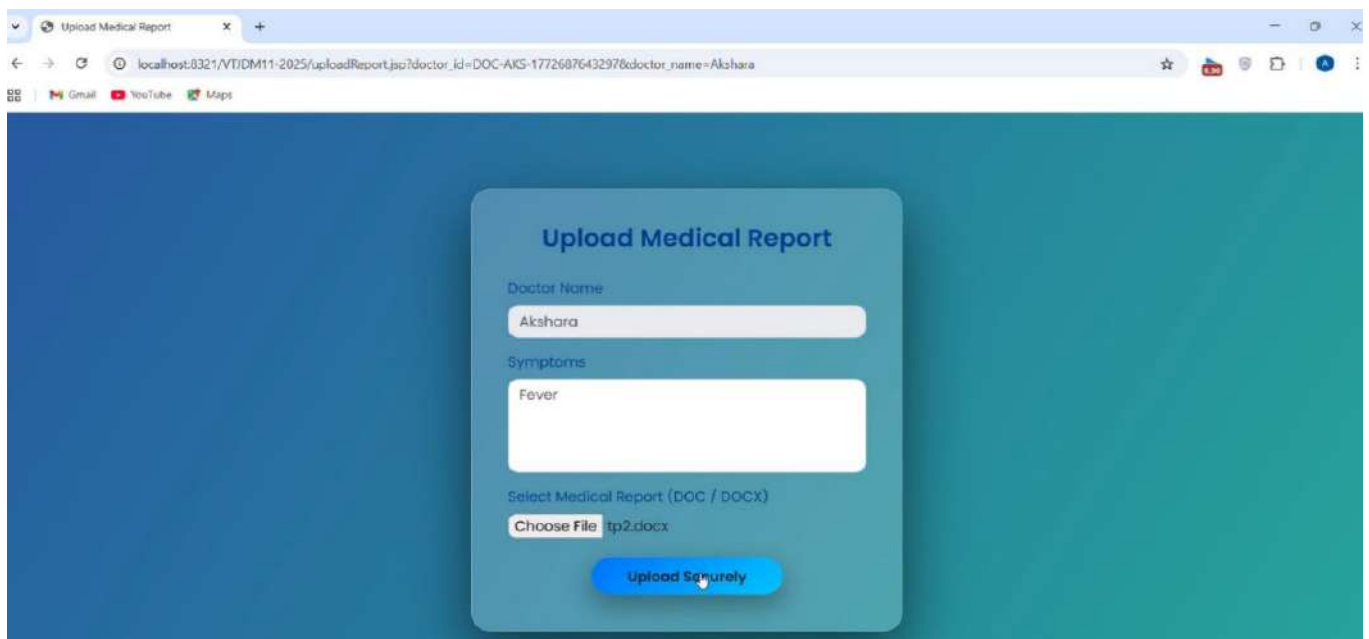 Upload Medical Report
localhost:8321/VTJDM11-2025/uploadReport.jsp?doctor_id=DOC-AKS-1772687643297&doctor_name=Akshara
Gmail YouTube Maps
Upload Medical Report
Doctor Name
Akshara
Symptoms
Fever
Select Medical Report (DOC / DOCX)
Choose File tp2.docx
Upload Securely